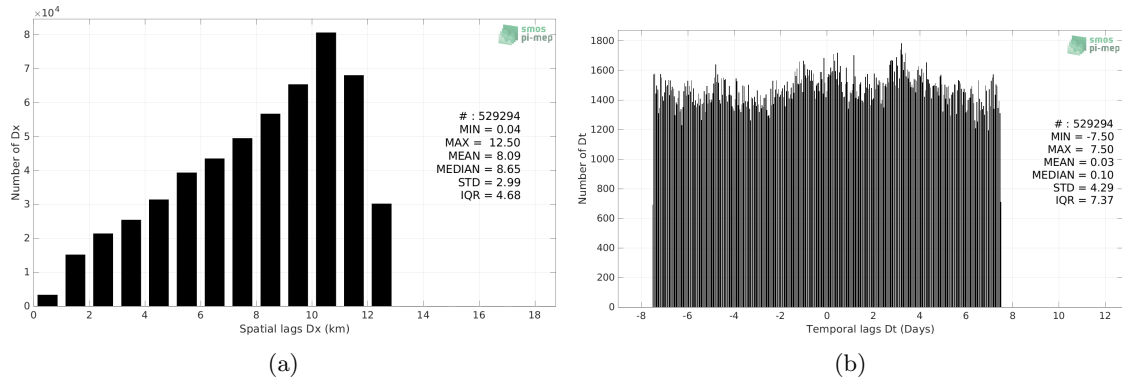 ×10⁴
8
7
6
5
4
3
2
1
0
Number of Dx
smos
pi-mep
# : 529294
MIN = 0.04
MAX = 12.50
MEAN = 8.09
MEDIAN = 8.65
STD = 2.99
IQR = 4.68
0 2 4 6 8 10 12 14 16 18
Spatial lags Dx (km)
(a)
1800
1600
1400
1200
1000
800
600
400
200
0
Number of Dt
smos
pi-mep
# : 529294
MIN = -7.50
MAX = 7.50
MEAN = 0.03
MEDIAN = 0.10
STD = 4.29
IQR = 7.37
-8 -6 -4 -2 0 2 4 6 8 10 12
Temporal lags Dt (Days)
(b)